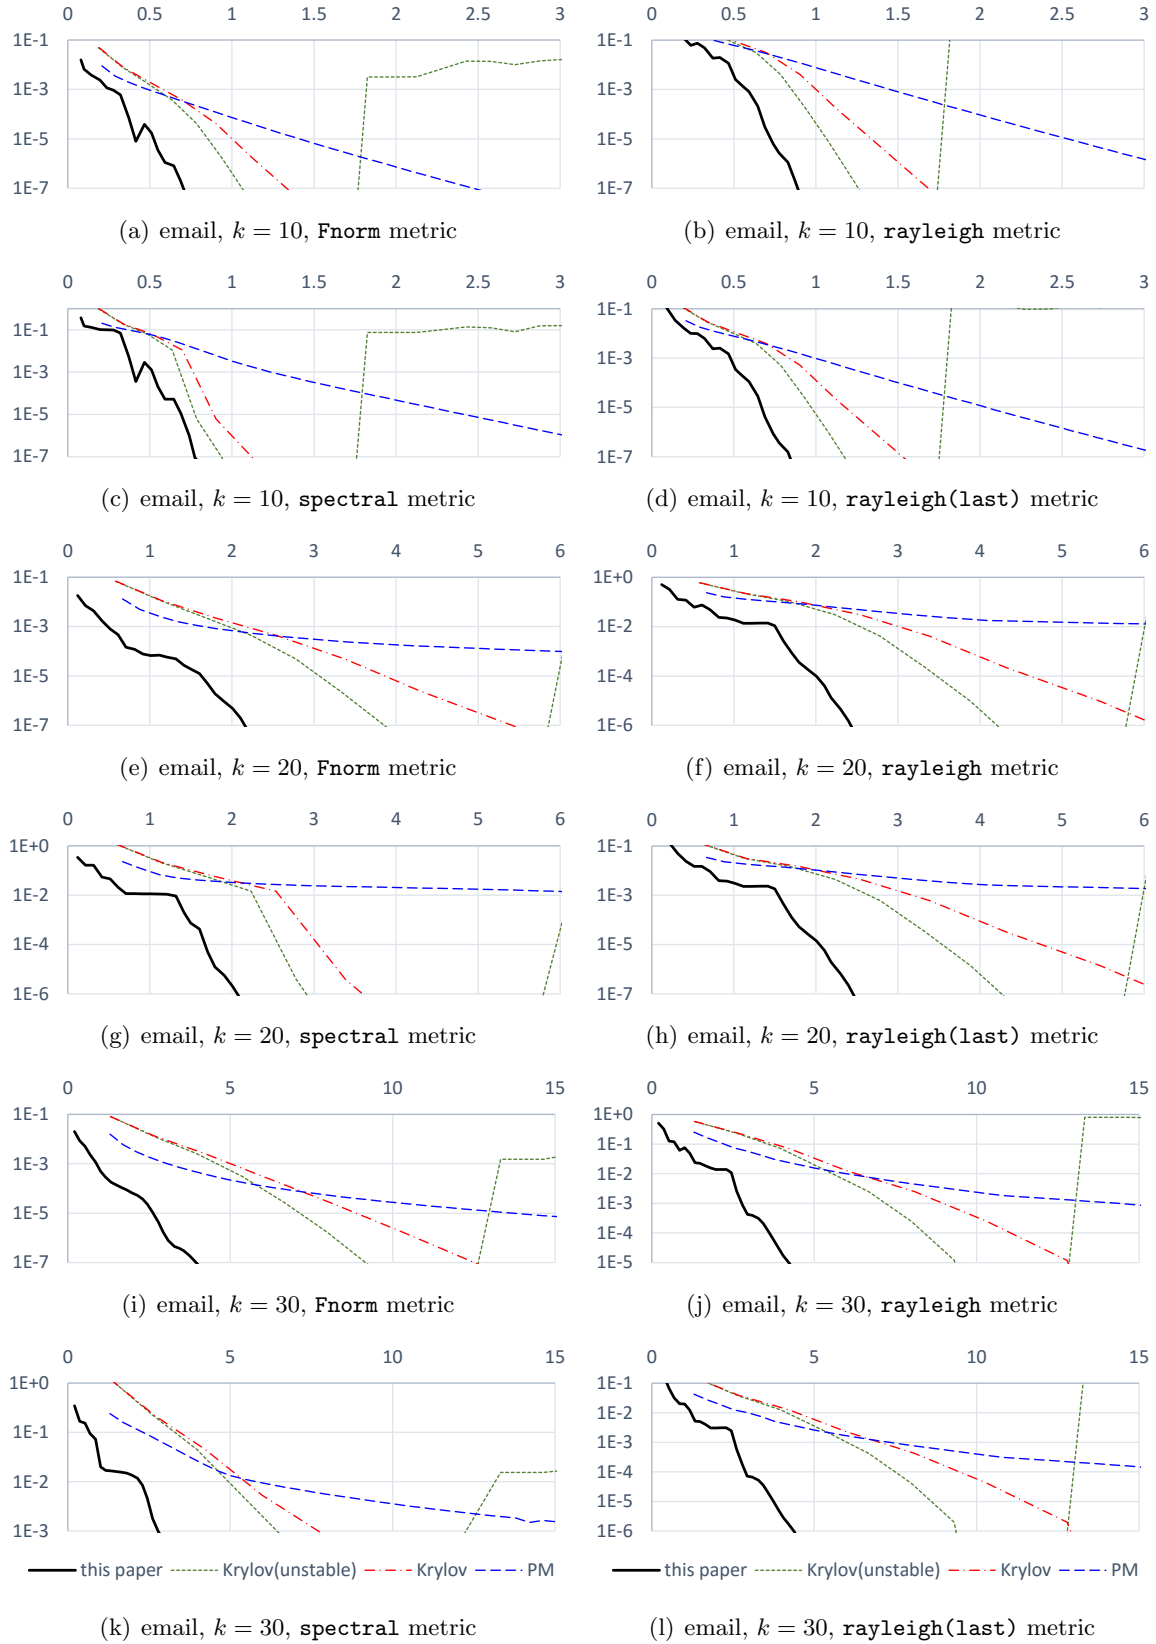 0 0.5 1 1.5 2 2.5 3
1E-1
1E-3
1E-5
1E-7
(a) email, k = 10, Fnorm metric
0 0.5 1 1.5 2 2.5 3
1E-1
1E-3
1E-5
1E-7
(b) email, k = 10, rayleigh metric
0 0.5 1 1.5 2 2.5 3
1E-1
1E-3
1E-5
1E-7
(c) email, k = 10, spectral metric
0 0.5 1 1.5 2 2.5 3
1E-1
1E-3
1E-5
1E-7
(d) email, k = 10, rayleigh(last) metric
0 1 2 3 4 5 6
1E-1
1E-3
1E-5
1E-7
(e) email, k = 20, Fnorm metric
0 1 2 3 4 5 6
1E+0
1E-2
1E-4
1E-6
(f) email, k = 20, rayleigh metric
0 1 2 3 4 5 6
1E+0
1E-2
1E-4
1E-6
(g) email, k = 20, spectral metric
0 1 2 3 4 5 6
1E-1
1E-3
1E-5
1E-7
(h) email, k = 20, rayleigh(last) metric
0 5 10 15
1E-1
1E-3
1E-5
1E-7
(i) email, k = 30, Fnorm metric
0 5 10 15
1E+0
1E-1
1E-2
1E-3
1E-4
1E-5
(j) email, k = 30, rayleigh metric
0 5 10 15
1E+0
1E-1
1E-2
1E-3
this paper Krylov(unstable) Krylov PM
(k) email, k = 30, spectral metric
0 5 10 15
1E-1
1E-2
1E-3
1E-4
1E-5
1E-6
this paper Krylov(unstable) Krylov PM
(l) email, k = 30, rayleigh(last) metric